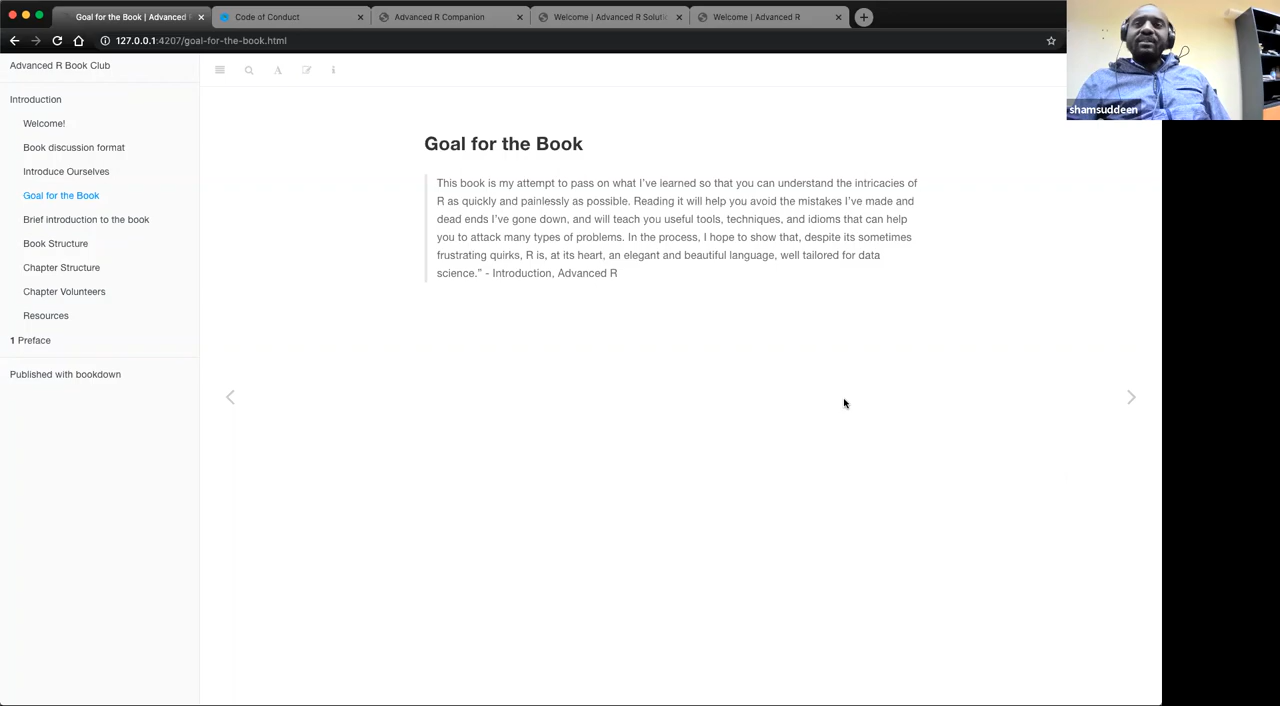 Goal for the Book | Advanced R
Code of Conduct
Advanced R Companion
Welcome | Advanced R Soluti
Welcome | Advanced R
127.0.0.1:4207/goal-for-the-book.html
shamsuddeen
Advanced R Book Club
Introduction
Welcome!
Book discussion format
Introduce Ourselves
Goal for the Book
Brief introduction to the book
Book Structure
Chapter Structure
Chapter Volunteers
Resources
1 Preface
Published with bookdown
Goal for the Book
This book is my attempt to pass on what I've learned so that you can understand the intricacies of
R as quickly and painlessly as possible. Reading it will help you avoid the mistakes I've made and
dead ends I've gone down, and will teach you useful tools, techniques, and idioms that can help
you to attack many types of problems. In the process, I hope to show that, despite its sometimes
frustrating quirks, R is, at its heart, an elegant and beautiful language, well tailored for data
science." - Introduction, Advanced R